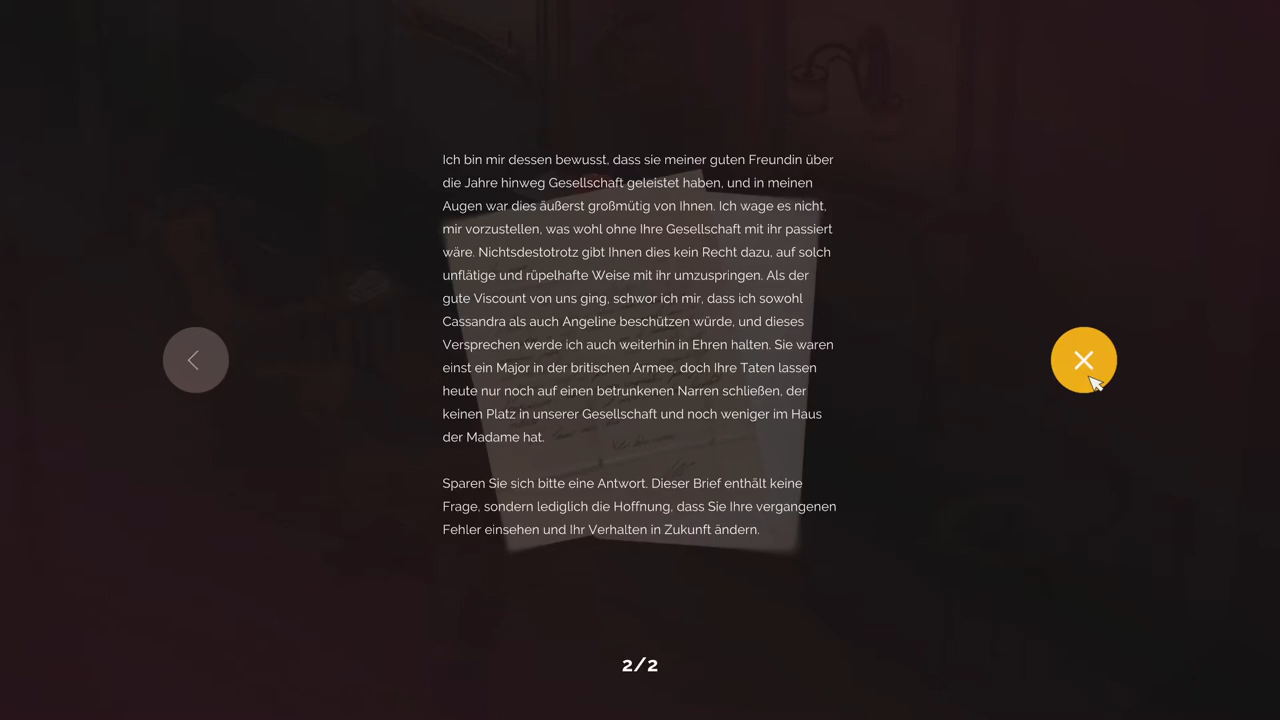 Ich bin mir dessen bewusst, dass sie meiner guten Freundin über
die Jahre hinweg Gesellschaft geleistet haben, und in meinen
Augen war dies äußerst großmütig von Ihnen. Ich wage es nicht,
mir vorzustellen, was wohl ohne Ihre Gesellschaft mit ihr passiert
wäre. Nichtsdestotrotz gibt Ihnen dies kein Recht dazu, auf solch
unflätige und rüpelhafte Weise mit ihr umzuspringen. Als der
gute Viscount von uns ging, schwor ich mir, dass ich sowohl
Cassandra als auch Angeline beschützen würde, und dieses
Versprechen werde ich auch weiterhin in Ehren halten. Sie waren
einst ein Major in der britischen Armee, doch Ihre Taten lassen
heute nur noch auf einen betrunkenen Narren schließen, der
keinen Platz in unserer Gesellschaft und noch weniger im Haus
der Madame hat.
Sparen Sie sich bitte eine Antwort. Dieser Brief enthält keine
Frage, sondern lediglich die Hoffnung, dass Sie Ihre vergangenen
Fehler einsehen und Ihr Verhalten in Zukunft ändern.
2/2